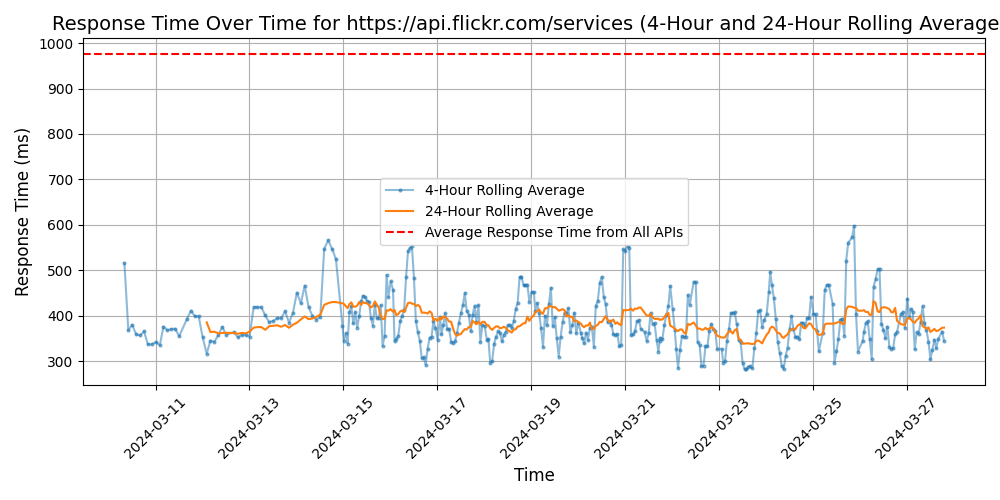 Response Time Over Time for https://api.flickr.com/services (4-Hour and 24-Hour Rolling Average
Response Time (ms)
1000
900
800
700
600
500
400
300
4-Hour Rolling Average
24-Hour Rolling Average
Average Response Time from All APIs
2024-03-11
2024-03-13
2024-03-15
2024-03-17
2024-03-19
2024-03-21
2024-03-23
2024-03-25
2024-03-27
Time